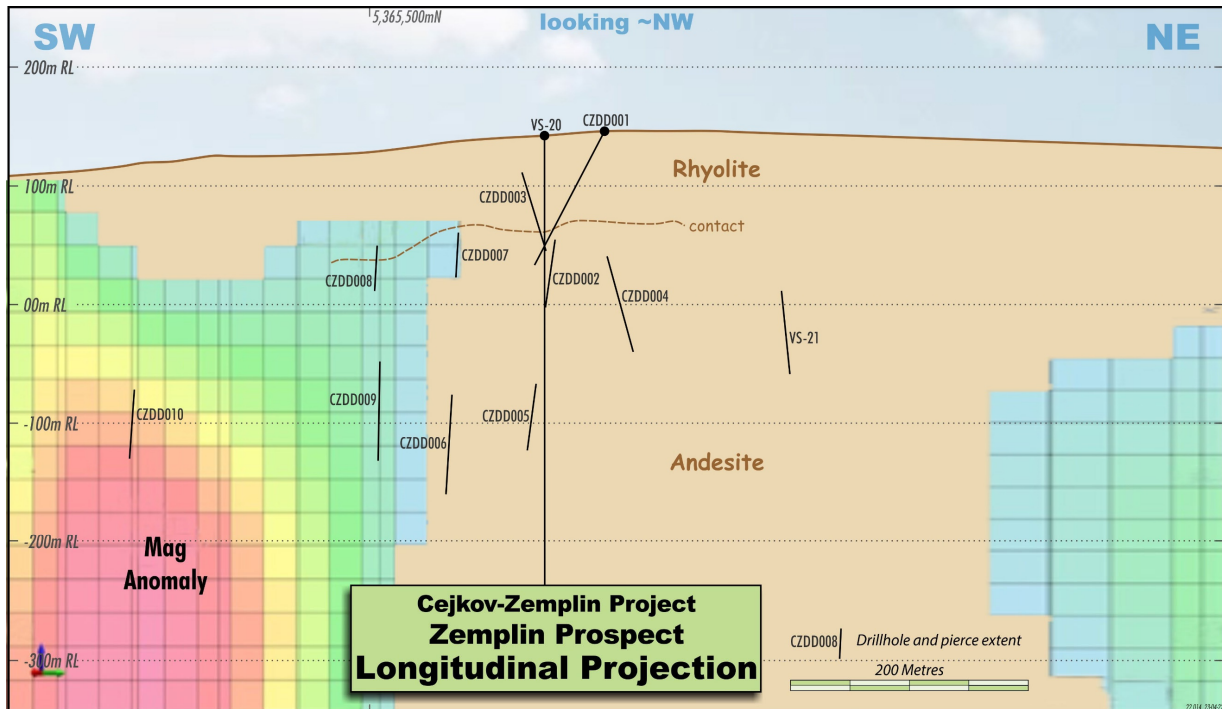 5,365,500mN
looking ~NW
SW
NE
200m RL
VS-20
CZDD001
Rhyolite
100m RL
CZDD003
contact
CZDD007
CZDD008
CZDD002
00m RL
CZDD004
VS-21
CZDD009
CZDD010
CZDD005
-100m RL
CZDD006
Andesite
-200m RL
Mag
Anomaly
Cejkov-Zemplin Project
Zemplin Prospect
Longitudinal Projection
CZDD008 Drillhole and pierce extent
-300m RL
200 Metres